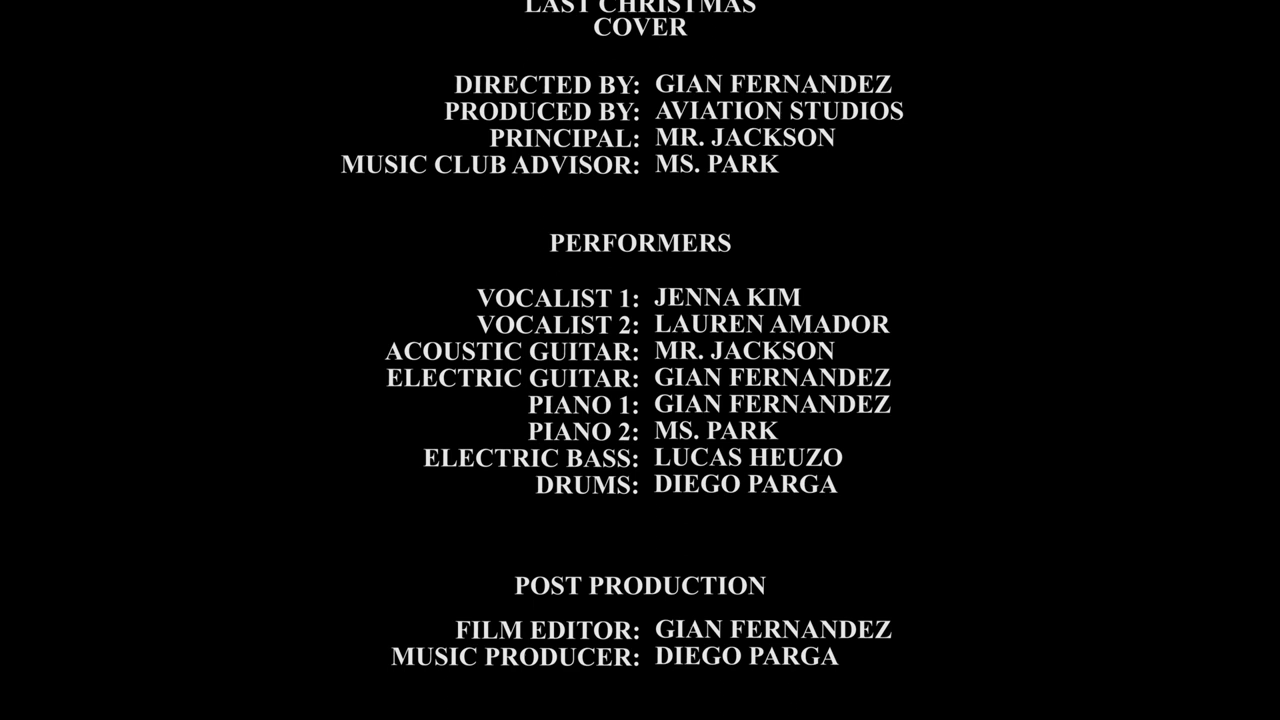 LAST CHRISTMAS
COVER
DIRECTED BY: GIAN FERNANDEZ
PRODUCED BY: AVIATION STUDIOS
PRINCIPAL: MR. JACKSON
MUSIC CLUB ADVISOR: MS. PARK
PERFORMERS
VOCALIST 1: JENNA KIM
VOCALIST 2: LAUREN AMADOR
ACOUSTIC GUITAR: MR. JACKSON
ELECTRIC GUITAR: GIAN FERNANDEZ
PIANO 1: GIAN FERNANDEZ
PIANO 2: MS. PARK
ELECTRIC BASS: LUCAS HEUZO
DRUMS: DIEGO PARGA
POST PRODUCTION
FILM EDITOR: GIAN FERNANDEZ
MUSIC PRODUCER: DIEGO PARGA